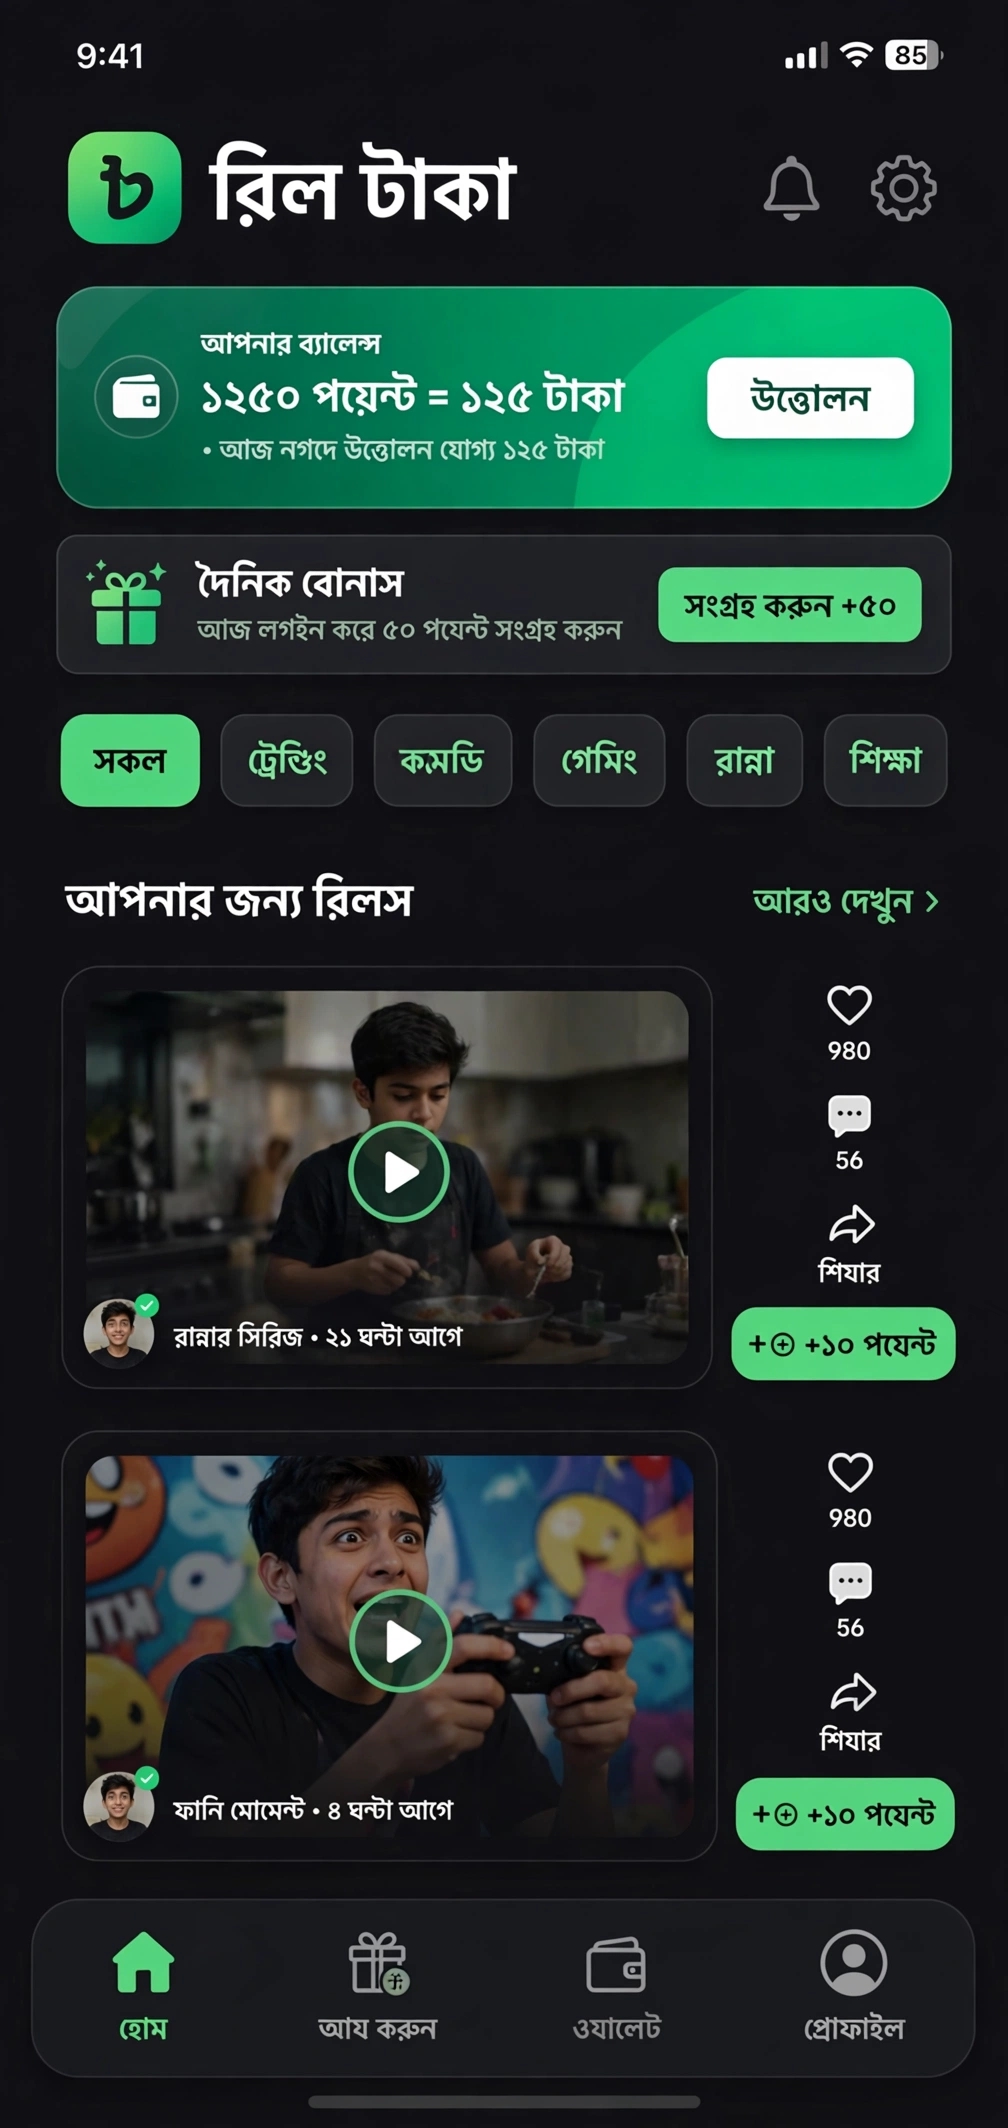 9:41
85
রিল টাকা
আপনার ব্যালেন্স
১২৫০ পয়েন্ট = ১২৫ টাকা
• আজ নগদে উত্তোলন যোগ্য ১২৫ টাকা
উত্তোলন
দৈনিক বোনাস
আজ লগইন করে ৫০ পযেন্ট সংগ্রহ করুন
সংগ্রহ করুন +৫০
সকল
ট্রেন্ডিং
কমডি
গেমিং
রান্না
শিক্ষা
আপনার জন্য রিলস
আরও দেখুন >
980
56
শিযার
রান্নার সিরিজ • ২১ ঘন্টা আগে
+⊕ +১০ পযেন্ট
980
56
শিযার
ফানি মোমেন্ট • ৪ ঘন্টা আগে
+⊕ +১০ পযেন্ট
হোম
আয করুন
ওযালেট
প্রোফাইল